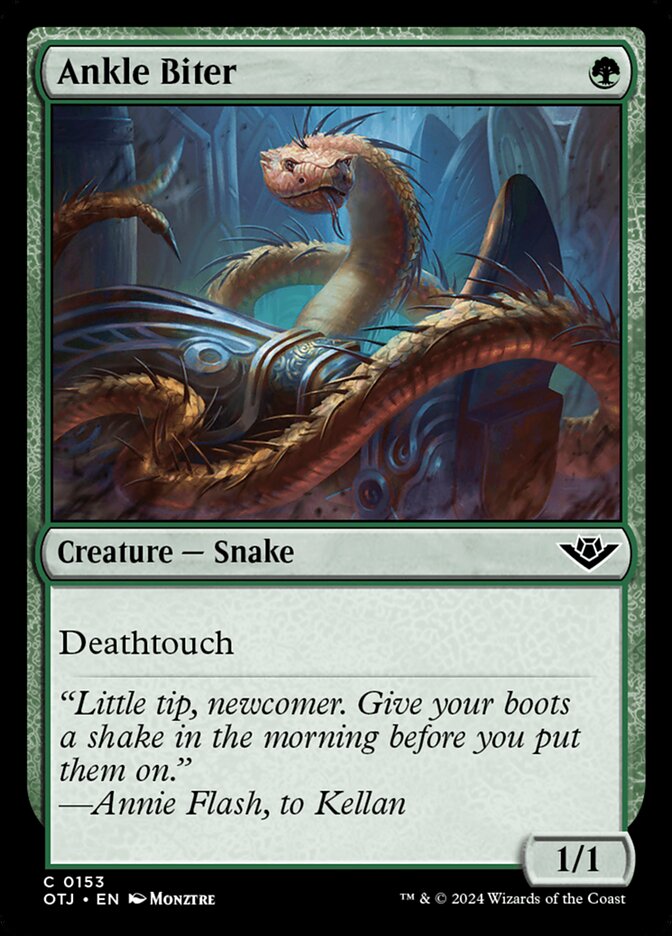 Ankle Biter
Creature — Snake
Deathtouch
“Little tip, newcomer. Give your boots
a shake in the morning before you put
them on.”
—Annie Flash, to Kellan
1/1
C 0153
OTJ • EN Monztre
™ & © 2024 Wizards of the Coast